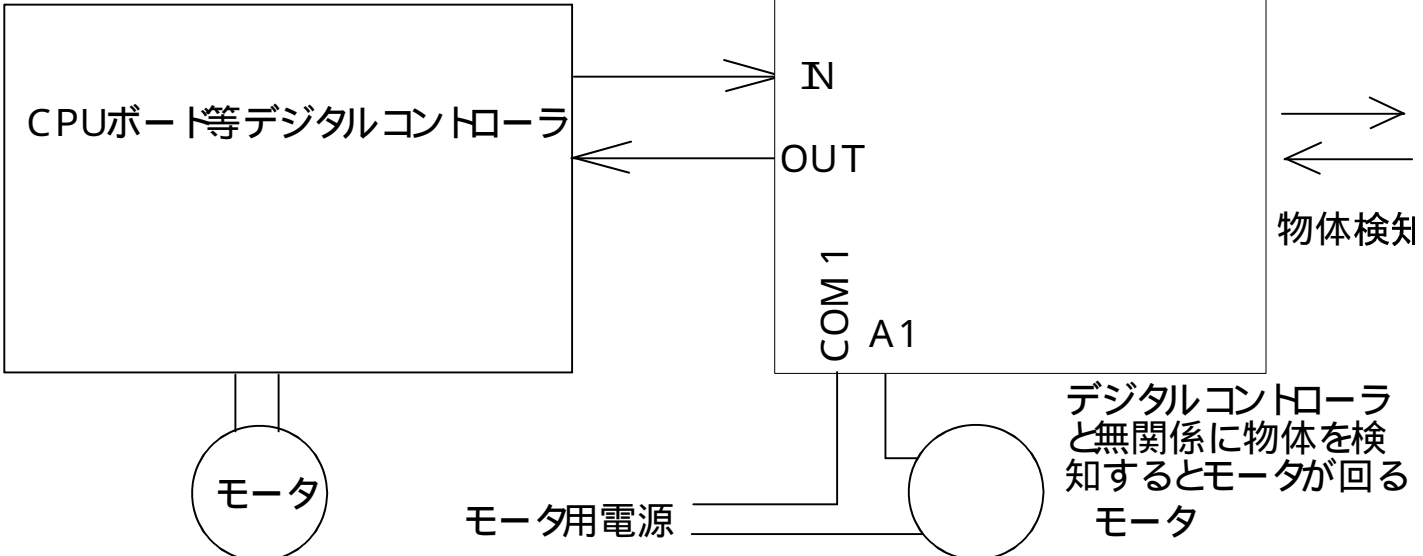 CPUボード等デジタルコントローラ
IN
OUT
物体検知
COM1
A1
デジタルコントローラ
と無関係に物体を検
知するとモータが回る
モータ
モータ用電源
モータ